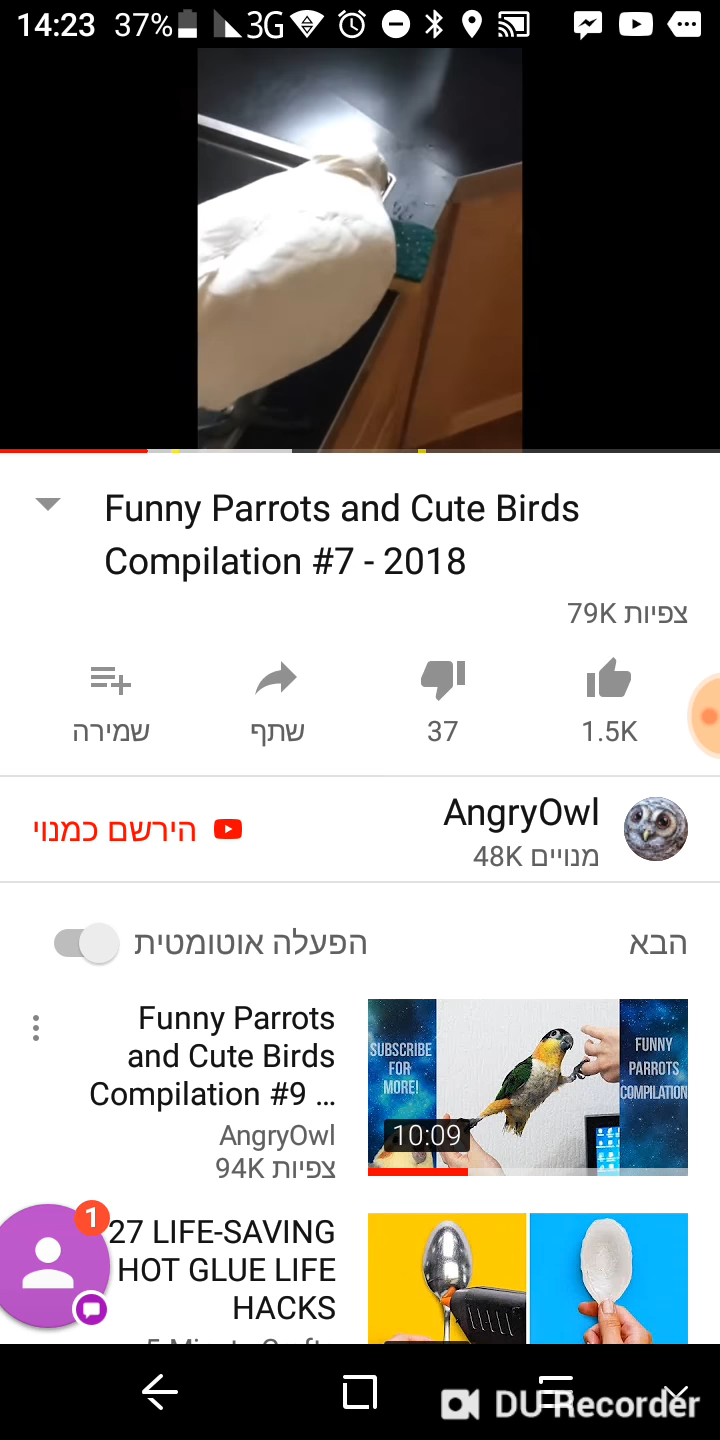 14:23 37% 3G
Funny Parrots and Cute Birds
Compilation #7 - 2018
79K צפיות
1.5K
37
שתף
שמירה
AngryOwl
48K מנויים
הירשם כמנוי
הבא
הפעלה אוטומטית
Funny Parrots
and Cute Birds
Compilation #9 ...
AngryOwl
94K צפיות
SUBSCRIBE
FOR
MORE!
FUNNY
PARROTS
COMPILATION
10:09
1
27 LIFE-SAVING
HOT GLUE LIFE
HACKS
DU Recorder